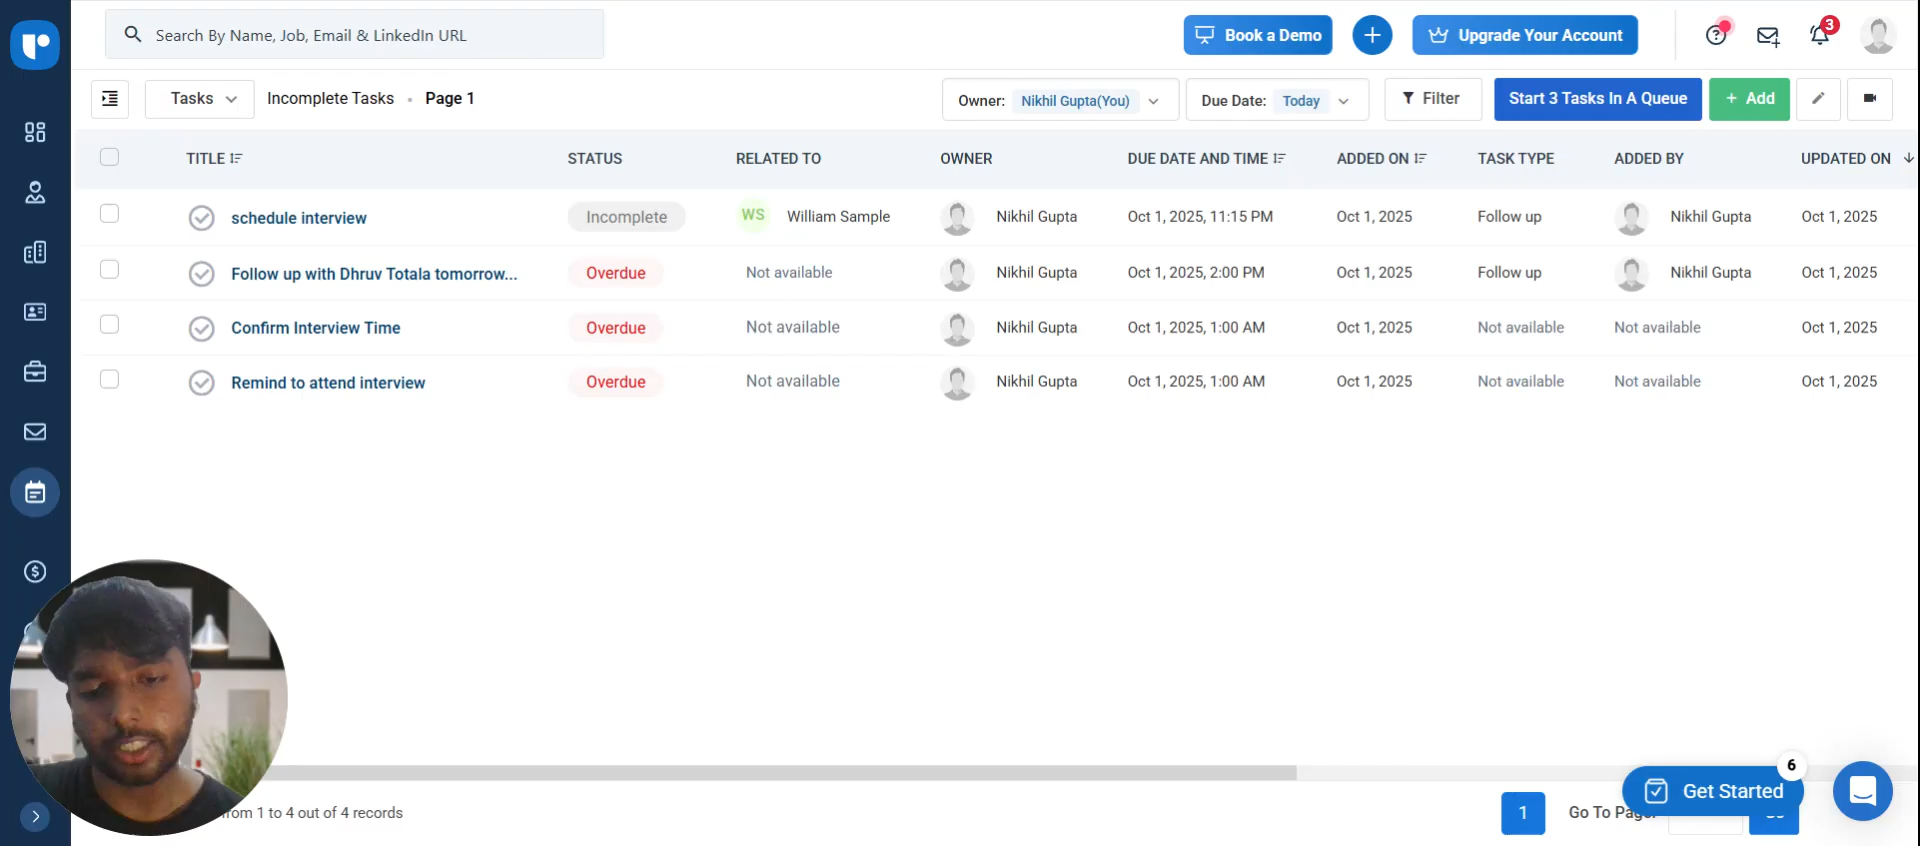 Search By Name, Job, Email & LinkedIn URL
Book a Demo
Upgrade Your Account
3
Tasks
Incomplete Tasks • Page 1
Owner: Nikhil Gupta(You)
Due Date: Today
Filter
Start 3 Tasks In A Queue
+ Add
TITLE STATUS RELATED TO OWNER DUE DATE AND TIME ADDED ON TASK TYPE ADDED BY UPDATED ON
schedule interview Incomplete WS William Sample Nikhil Gupta Oct 1, 2025, 11:15 PM Oct 1, 2025 Follow up Nikhil Gupta Oct 1, 2025
Follow up with Dhruv Totala tomorrow... Overdue Not available Nikhil Gupta Oct 1, 2025, 2:00 PM Oct 1, 2025 Follow up Nikhil Gupta Oct 1, 2025
Confirm Interview Time Overdue Not available Nikhil Gupta Oct 1, 2025, 1:00 AM Oct 1, 2025 Not available Not available Oct 1, 2025
Remind to attend interview Overdue Not available Nikhil Gupta Oct 1, 2025, 1:00 AM Oct 1, 2025 Not available Not available Oct 1, 2025
6
Get Started
from 1 to 4 out of 4 records
1
Go To Page: